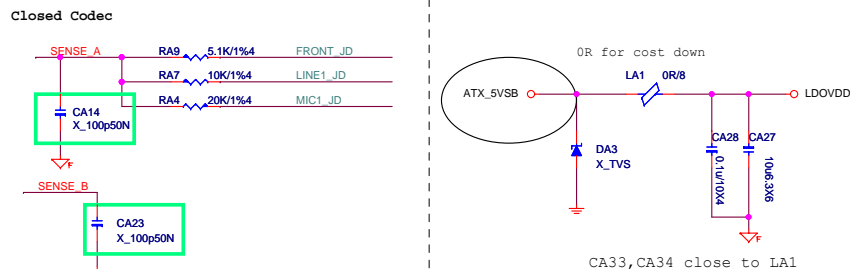 Closed Codec
SENSE_A
RA9 5.1K/1%4 FRONT_JD
RA7 10K/1%4 LINE1_JD
RA4 20K/1%4 MIC1_JD
CA14
X_100p50N
F
SENSE_B
CA23
X_100p50N
0R for cost down
LA1 0R/8
ATX_5VSB
LDOVDD
DA3
X_TVS
CA28
0.1u/10X4
CA27
10u6.3X6
F
CA33,CA34 close to LA1